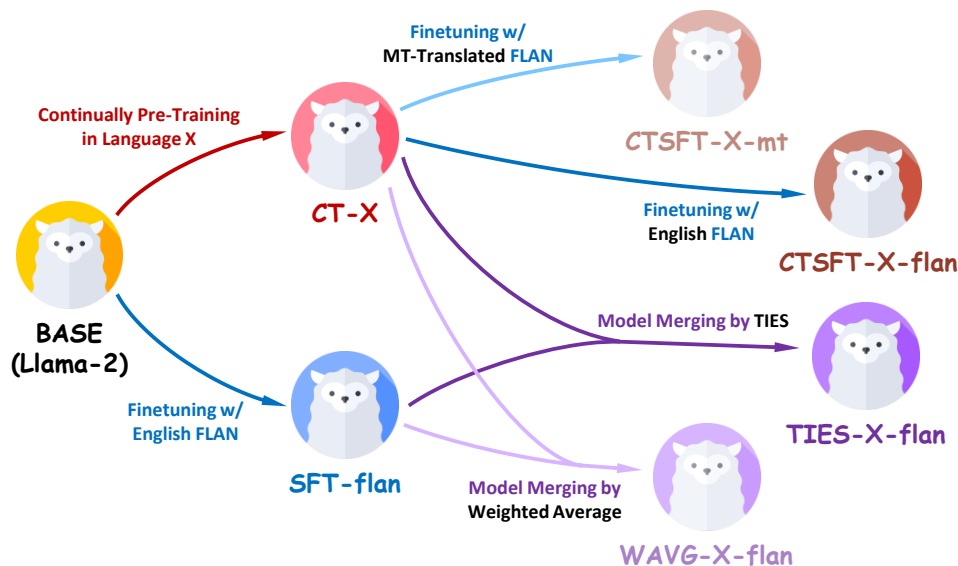 Finetuning w/
MT-Translated FLAN
CTSFT-X-mt
Continually Pre-Training
in Language X
CT-X
Finetuning w/
English FLAN
CTSFT-X-flan
BASE
(Llama-2)
Model Merging by TIES
TIES-X-flan
Finetuning w/
English FLAN
SFT-flan
Model Merging by
Weighted Average
WAVG-X-flan